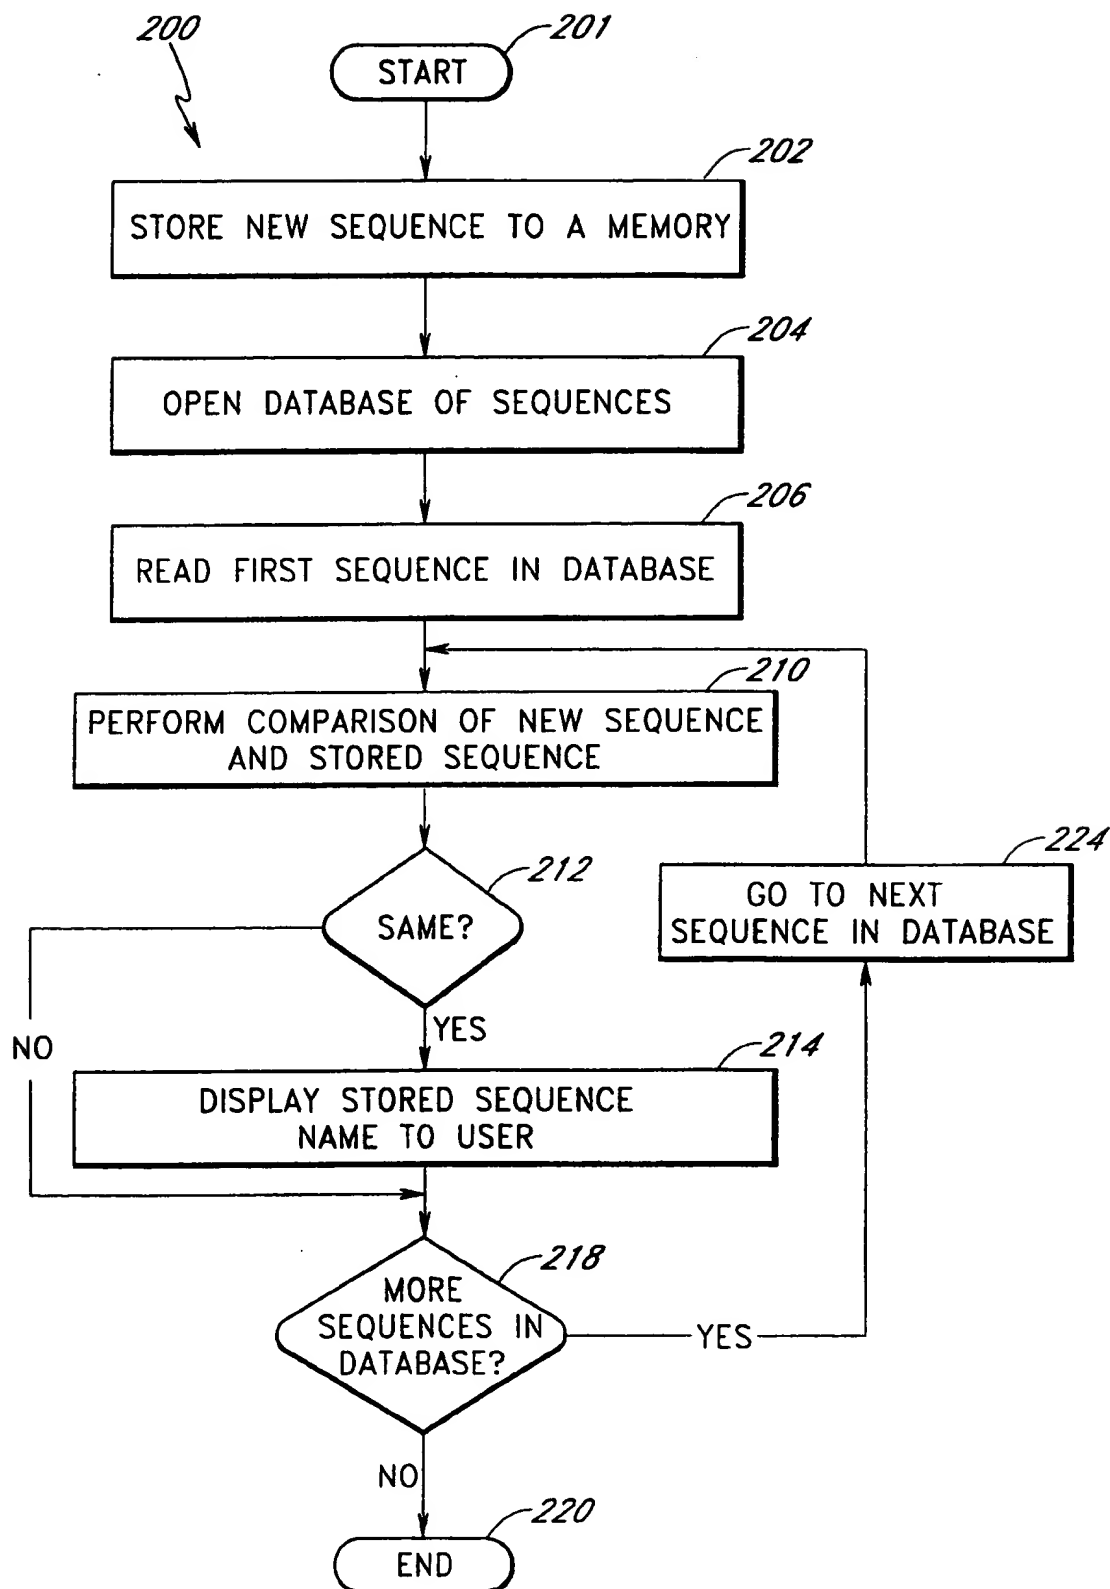 200
201
START
202
STORE NEW SEQUENCE TO A MEMORY
204
OPEN DATABASE OF SEQUENCES
206
READ FIRST SEQUENCE IN DATABASE
210
PERFORM COMPARISON OF NEW SEQUENCE
AND STORED SEQUENCE
212
SAME?
224
GO TO NEXT
SEQUENCE IN DATABASE
NO
YES
214
DISPLAY STORED SEQUENCE
NAME TO USER
218
MORE
SEQUENCES IN
DATABASE?
YES
NO
220
END